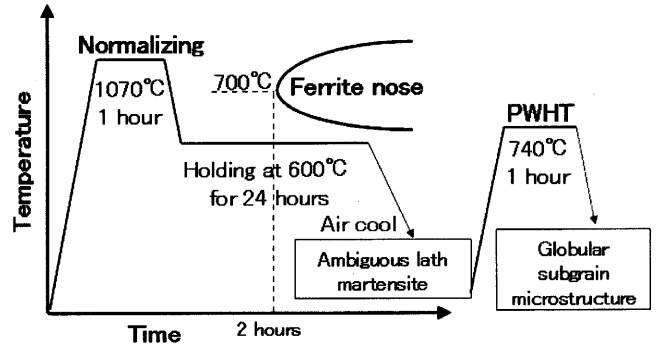 Normalizing
1070°C
1 hour
700°C
Ferrite nose
Holding at 600°C
for 24 hours
Air cool
Ambiguous lath
martensite
PWHT
740°C
1 hour
Globular
subgrain
microstructure
Temperature
Time
2 hours